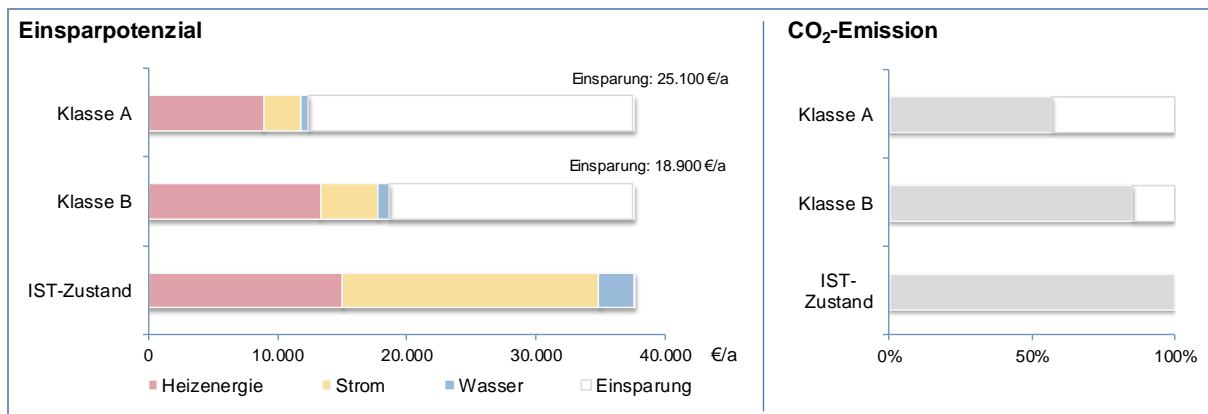 Einsparpotenzial
Einsparung: 25.100 €/a
Klasse A
Einsparung: 18.900 €/a
Klasse B
IST-Zustand
0 10.000 20.000 30.000 40.000 €/a
Heizenergie Strom Wasser Einsparung
CO₂-Emission
Klasse A
Klasse B
IST-
Zustand
0% 50% 100%